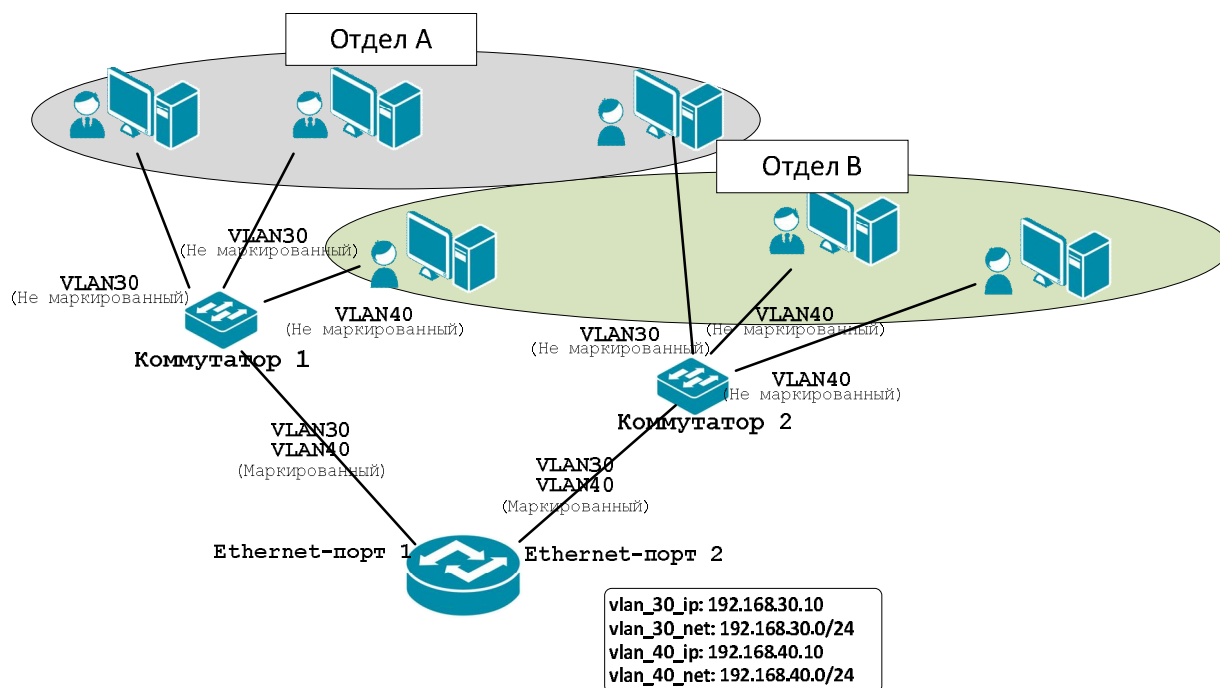 Отдел А
Отдел В
VLAN30
(Не маркированный)
VLAN30
(Не маркированный)
VLAN40
(Не маркированный)
Коммутатор 1
VLAN30
(Не маркированный)
VLAN40
(Не маркированный)
VLAN40
(Не маркированный)
Коммутатор 2
VLAN30
VLAN40
(Маркированный)
VLAN30
VLAN40
(Маркированный)
Ethernet-порт 1
Ethernet-порт 2
vlan_30_ip: 192.168.30.10
vlan_30_net: 192.168.30.0/24
vlan_40_ip: 192.168.40.10
vlan_40_net: 192.168.40.0/24